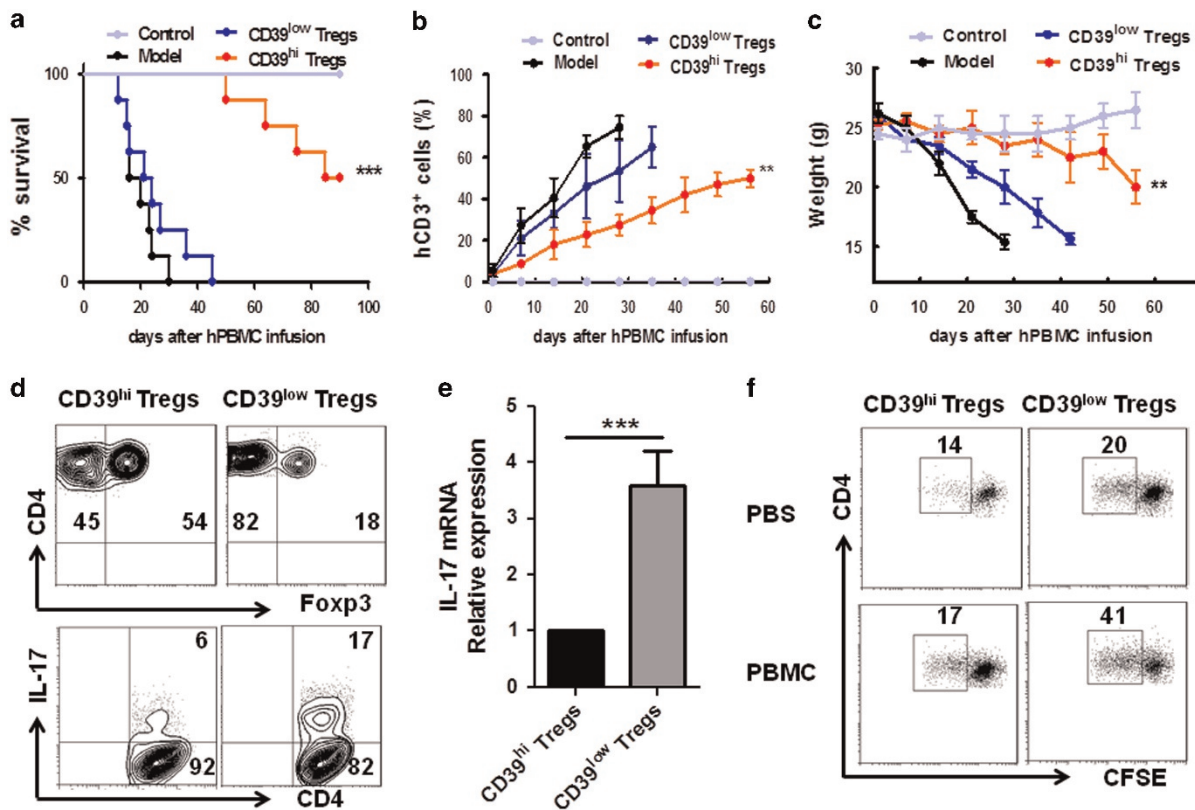 a
Control
CD39low Tregs
Model
CD39hi Tregs
% survival
100
50
0
***
0 20 40 60 80 100
days after hPBMC infusion
b
Control
CD39low Tregs
Model
CD39hi Tregs
hCD3+ cells (%)
100
80
60
40
20
0
**
0 10 20 30 40 50 60
days after hPBMC infusion
c
Control
CD39low Tregs
Model
CD39hi Tregs
Weight (g)
30
25
20
15
**
0 10 20 30 40 50 60
days after hPBMC infusion
d
CD39hi Tregs CD39low Tregs
CD4
45 54 82 18
Foxp3
IL-17
6 17
92 82
CD4
e
IL-17 mRNA
Relative expression
5
4
3
2
1
0
***
CD39hi Tregs
CD39low Tregs
f
CD39hi Tregs CD39low Tregs
CD4
14 20
PBS
17 41
PBMC
CFSE